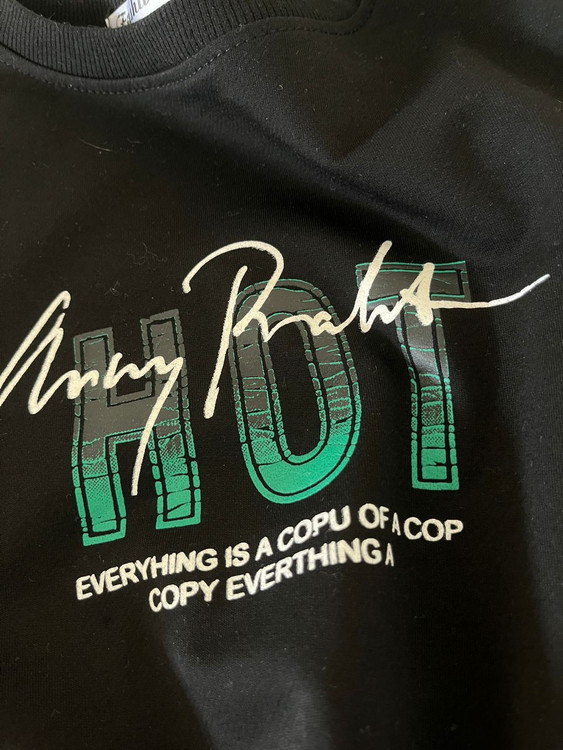 HOT
EVERYHING IS A COPU OF A COP
COPY EVERTHING A